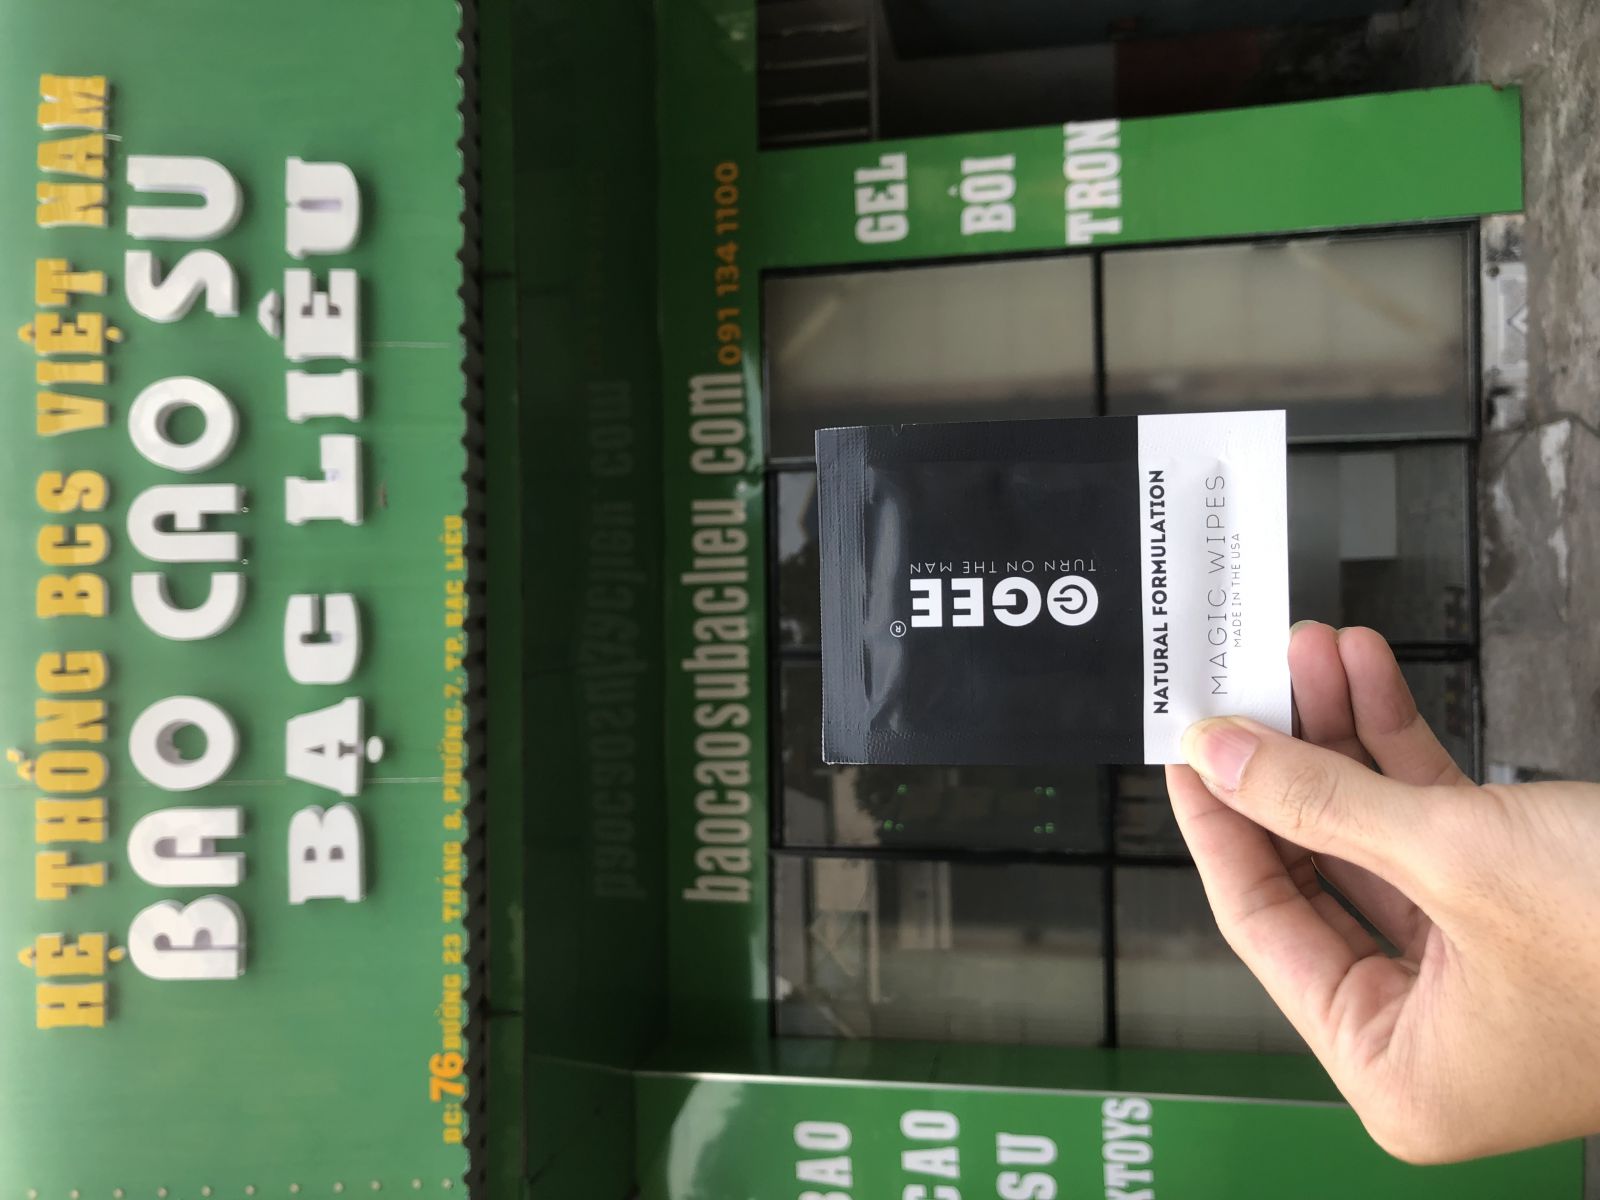 HỆ THỐNG BCS VIỆT NAM
BAO CAO SU
BẠC LIÊU
ĐC: 76 ĐƯỜNG 23 THÁNG 8, PHƯỜNG.7, TP. BẠC LIÊU
baocaosubaclieu.com 091 134 1100
GEL
BÔI
TRƠN
BAO
CAO
SU
XTOYS
OGEE®
TURN ON THE MAN
NATURAL FORMULATION
MAGIC WIPES
MADE IN THE USA